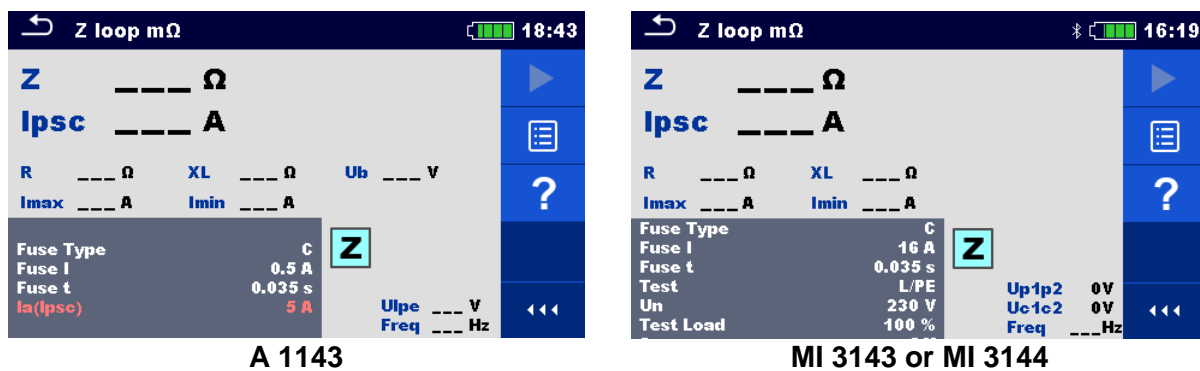 Z loop mΩ 18:43
Z ___ Ω
Ipsc ___ A
R ___ Ω XL ___ Ω Ub ___ V
Imax ___ A Imin ___ A
Fuse Type C
Fuse I 0.5 A
Fuse t 0.035 s
Ia(Ipsc) 5 A
Z
Ulpe ___ V
Freq ___ Hz
?
A 1143
Z loop mΩ 16:19
Z ___ Ω
Ipsc ___ A
R ___ Ω XL ___ Ω
Imax ___ A Imin ___ A
Fuse Type C
Fuse I 16 A
Fuse t 0.035 s
Test L/PE
Un 230 V
Test Load 100 %
Z
Up1p2 0V
Uc1c2 0V
Freq ___Hz
?
MI 3143 or MI 3144